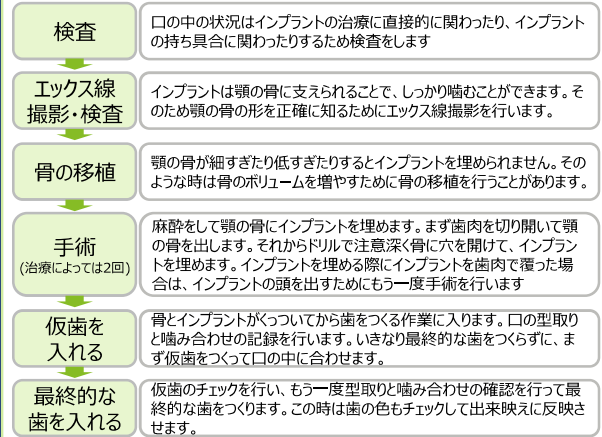 検査
口の中の状況はインプラントの治療に直接的に関わったり、インプラント
の持ち具合に関わったりするため検査をします
エックス線
撮影・検査
インプラントは顎の骨に支えられることで、しっかり噛むことができます。そ
のため顎の骨の形を正確に知るためにエックス線撮影を行います。
骨の移植
顎の骨が細すぎたり低すぎたりするとインプラントを埋められません。その
ような時は骨のボリュームを増やすために骨の移植を行うことがあります。
手術
(治療によっては2回)
麻酔をして顎の骨にインプラントを埋めます。まず歯肉を切り開いて顎
の骨を出します。それからドリルで注意深く骨に穴を開けて、インプラン
トを埋めます。インプラントを埋める際にインプラントを歯肉で覆った場
合は、インプラントの頭を出すためにもう一度手術を行います
仮歯を
入れる
骨とインプラントがくっついてから歯をつくる作業に入ります。口の型取り
と噛み合わせの記録を行います。いきなり最終的な歯をつくらずに、ま
ず仮歯をつくって口の中に合わせます。
最終的な
歯を入れる
仮歯のチェックを行い、もう一度型取りと噛み合わせの確認を行って最
終的な歯をつくります。この時は歯の色もチェックして出来映えに反映さ
せます。